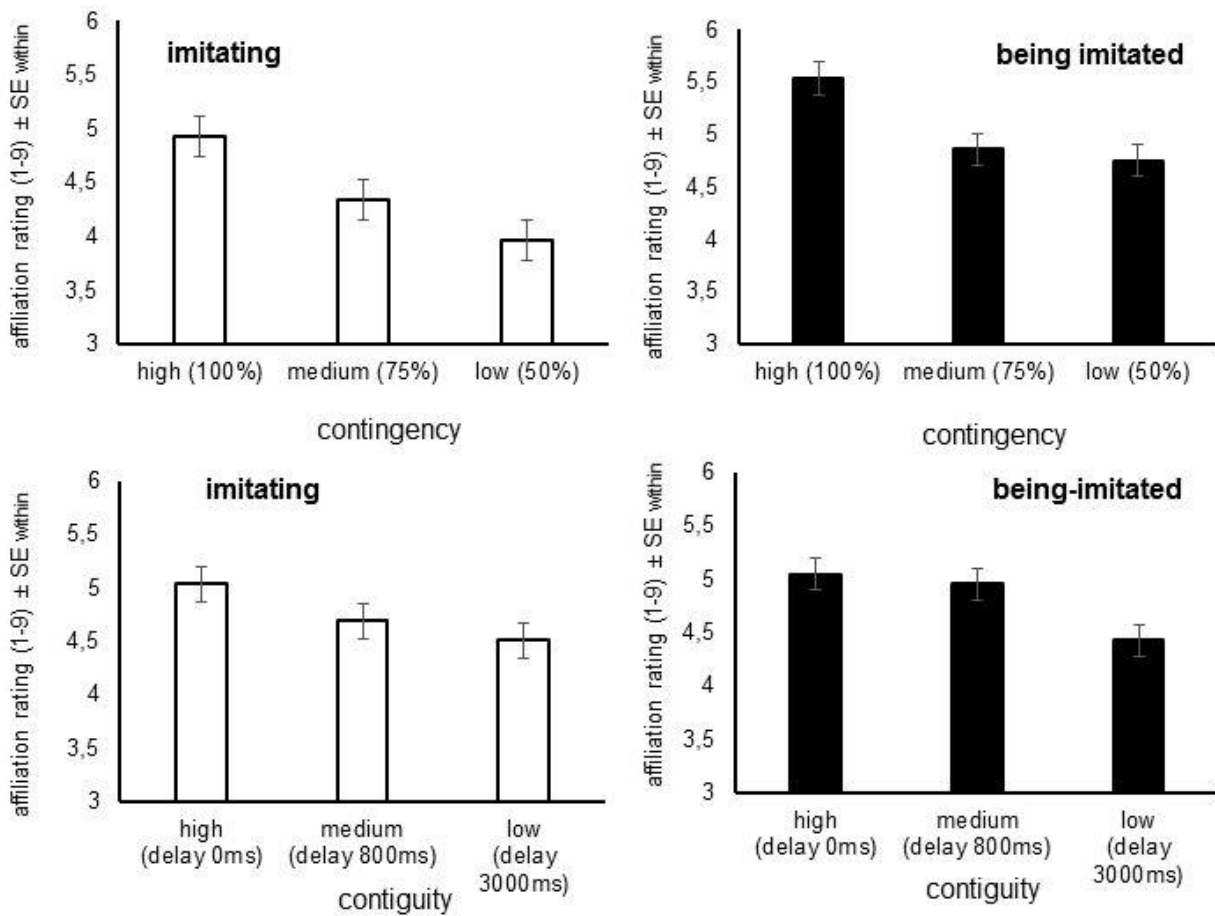 affiliation rating (1-9) ± SE within
6
5,5
5
4,5
4
3,5
3
imitating
high (100%) medium (75%) low (50%)
contingency
affiliation rating (1-9) ± SE within
6
5,5
5
4,5
4
3,5
3
being imitated
high (100%) medium (75%) low (50%)
contingency
affiliation rating (1-9) ± SE within
6
5,5
5
4,5
4
3,5
3
imitating
high medium low
(delay 0ms) (delay 800ms) (delay
3000ms)
contiguity
affiliation rating (1-9) ± SE within
6
5,5
5
4,5
4
3,5
3
being-imitated
high medium low
(delay 0ms) (delay 800ms) (delay
3000ms)
contiguity